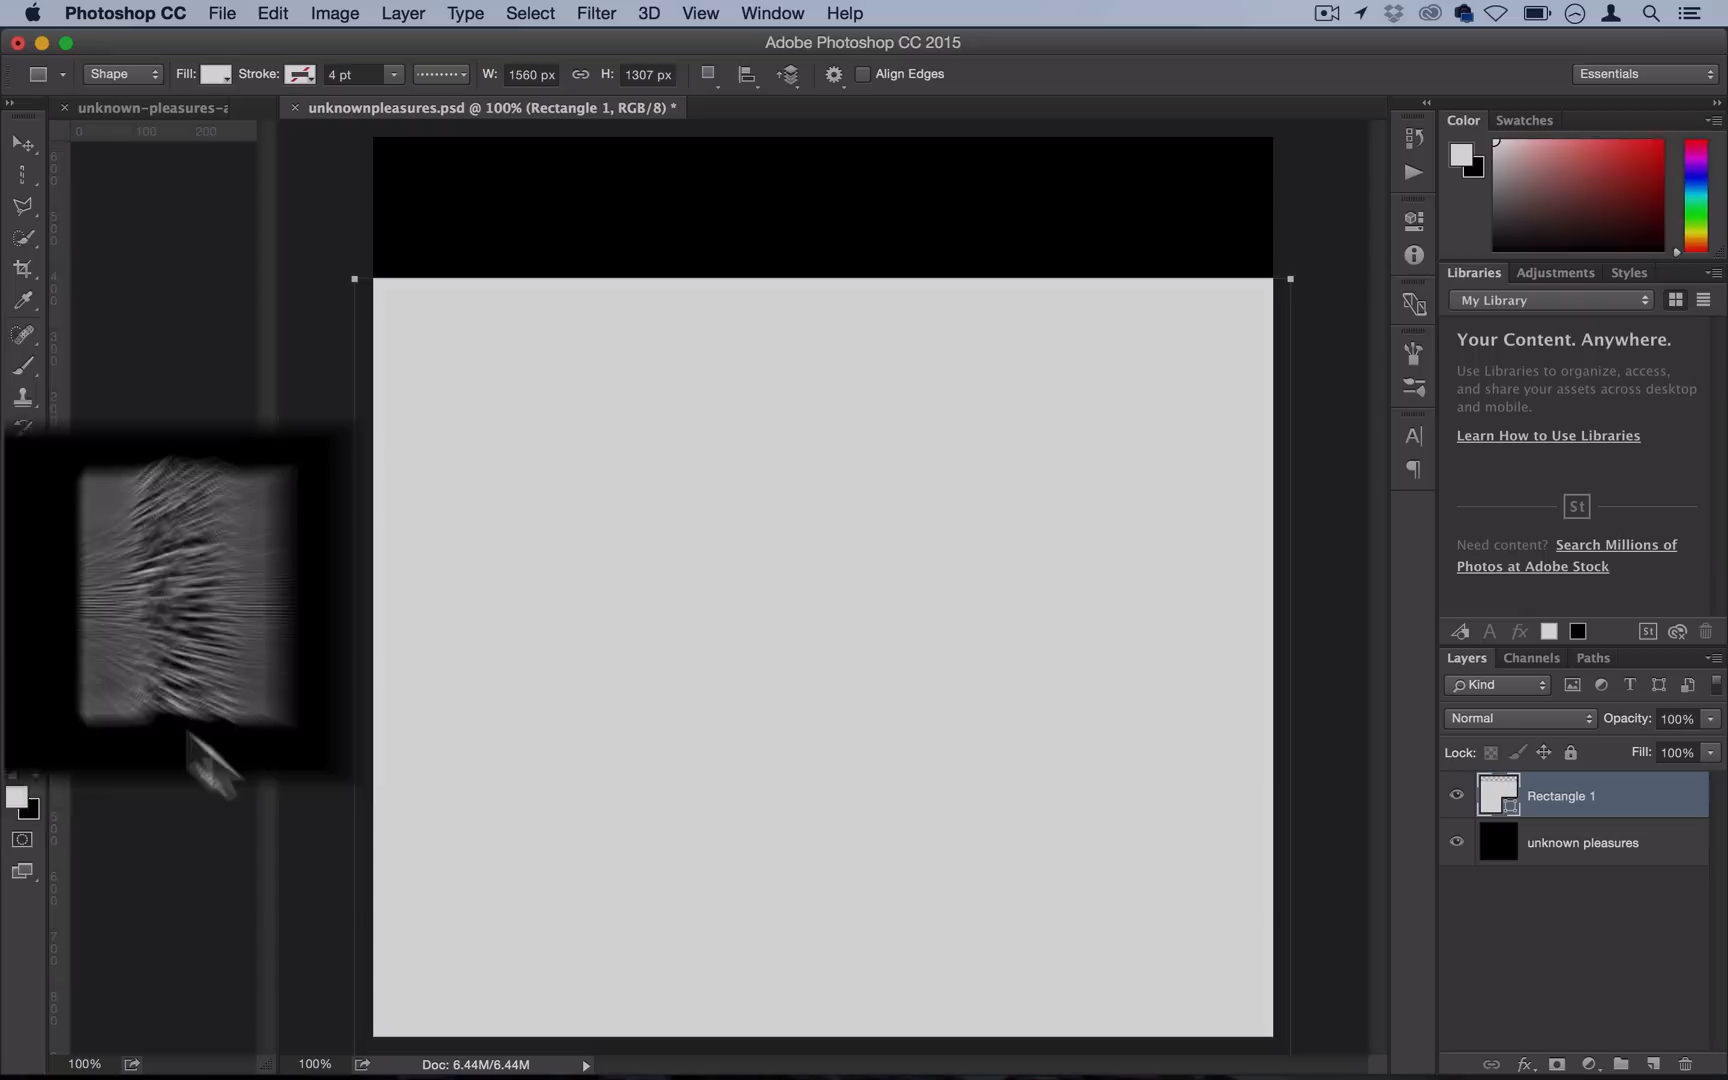 Photoshop CC File Edit Image Layer Type Select Filter 3D View Window Help
Adobe Photoshop CC 2015
Shape Fill: Stroke: 4 pt W: 1560 px H: 1307 px Align Edges Essentials
× unknown-pleasures-a × unknownpleasures.psd @ 100% (Rectangle 1, RGB/8) *
0 100 200
Color Swatches
Libraries Adjustments Styles
My Library
Your Content. Anywhere.
Use Libraries to organize, access,
and share your assets across desktop
and mobile.
Learn How to Use Libraries
St
Need content? Search Millions of
Photos at Adobe Stock
A fx St
Layers Channels Paths
Kind T
Normal Opacity: 100%
Lock: Fill: 100%
Rectangle 1
unknown pleasures
100% 100% Doc: 6.44M/6.44M fx